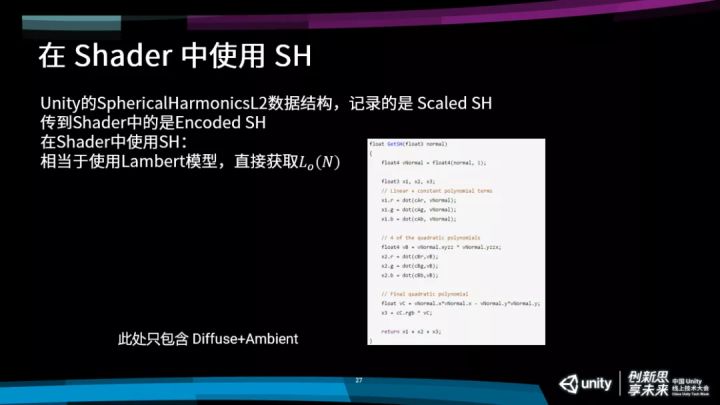 在 Shader 中使用 SH
Unity的SphericalHarmonicsL2数据结构，记录的是 Scaled SH
传到Shader中的是Encoded SH
在Shader中使用SH：
相当于使用Lambert模型，直接获取L_o(N)
float GetSH(float3 normal)
{
float4 vNormal = float4(normal, 1);
float3 x1, x2, x3;
// Linear + constant polynomial terms
x1.r = dot(cAr, vNormal);
x1.g = dot(cAg, vNormal);
x1.b = dot(cAb, vNormal);
// 4 of the quadratic polynomials
float4 vB = vNormal.xyzz * vNormal.yzzx;
x2.r = dot(cBr,vB);
x2.g = dot(cBg,vB);
x2.b = dot(cBb,vB);
// Final quadratic polynomial
float vC = vNormal.x*vNormal.x - vNormal.y*vNormal.y;
x3 = cC.rgb * vC;
return x1 + x2 + x3;
}
此处只包含 Diffuse+Ambient
27
unity
创新思
享未来
中国 Unity
线上技术大会
China Unity Tech Week